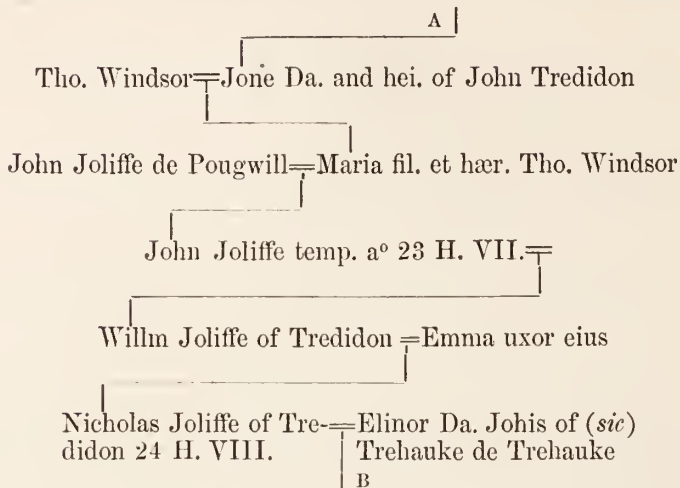 A
Tho. Windsor=Jone Da. and hei. of John Tredidon
John Joliffe de Pougwill=Maria fil. et hær. Tho. Windsor
John Joliffe temp. aº 23 H. VII.=
Willm Joliffe of Tredidon =Emma uxor eius
Nicholas Joliffe of Tre-=Elinor Da. Johis of (sic)
didon 24 H. VIII. Trehauke de Trehauke
B